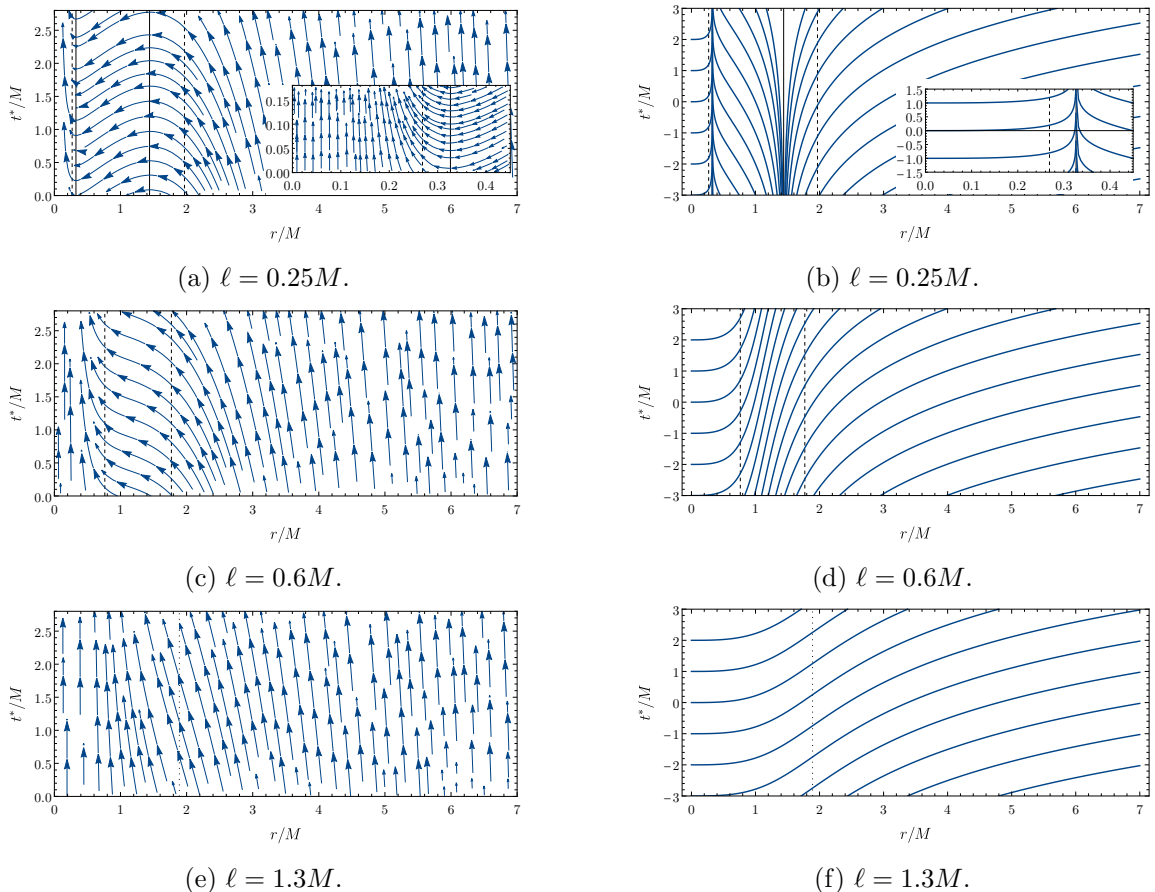 t*/M
2.5
2.0
1.5
1.0
0.5
0.0
0.15
0.10
0.05
0.00
0.0 0.1 0.2 0.3 0.4
0 1 2 3 4 5 6 7
r/M
(a) ℓ = 0.25M.
t*/M
3
2
1
0
−1
−2
−3
1.5
1.0
0.5
0.0
−0.5
−1.0
−1.5
0.0 0.1 0.2 0.3 0.4
0 1 2 3 4 5 6 7
r/M
(b) ℓ = 0.25M.
t*/M
2.5
2.0
1.5
1.0
0.5
0.0
0 1 2 3 4 5 6 7
r/M
(c) ℓ = 0.6M.
t*/M
3
2
1
0
−1
−2
−3
0 1 2 3 4 5 6 7
r/M
(d) ℓ = 0.6M.
t*/M
2.5
2.0
1.5
1.0
0.5
0.0
0 1 2 3 4 5 6 7
r/M
(e) ℓ = 1.3M.
t*/M
3
2
1
0
−1
−2
−3
0 1 2 3 4 5 6 7
r/M
(f) ℓ = 1.3M.